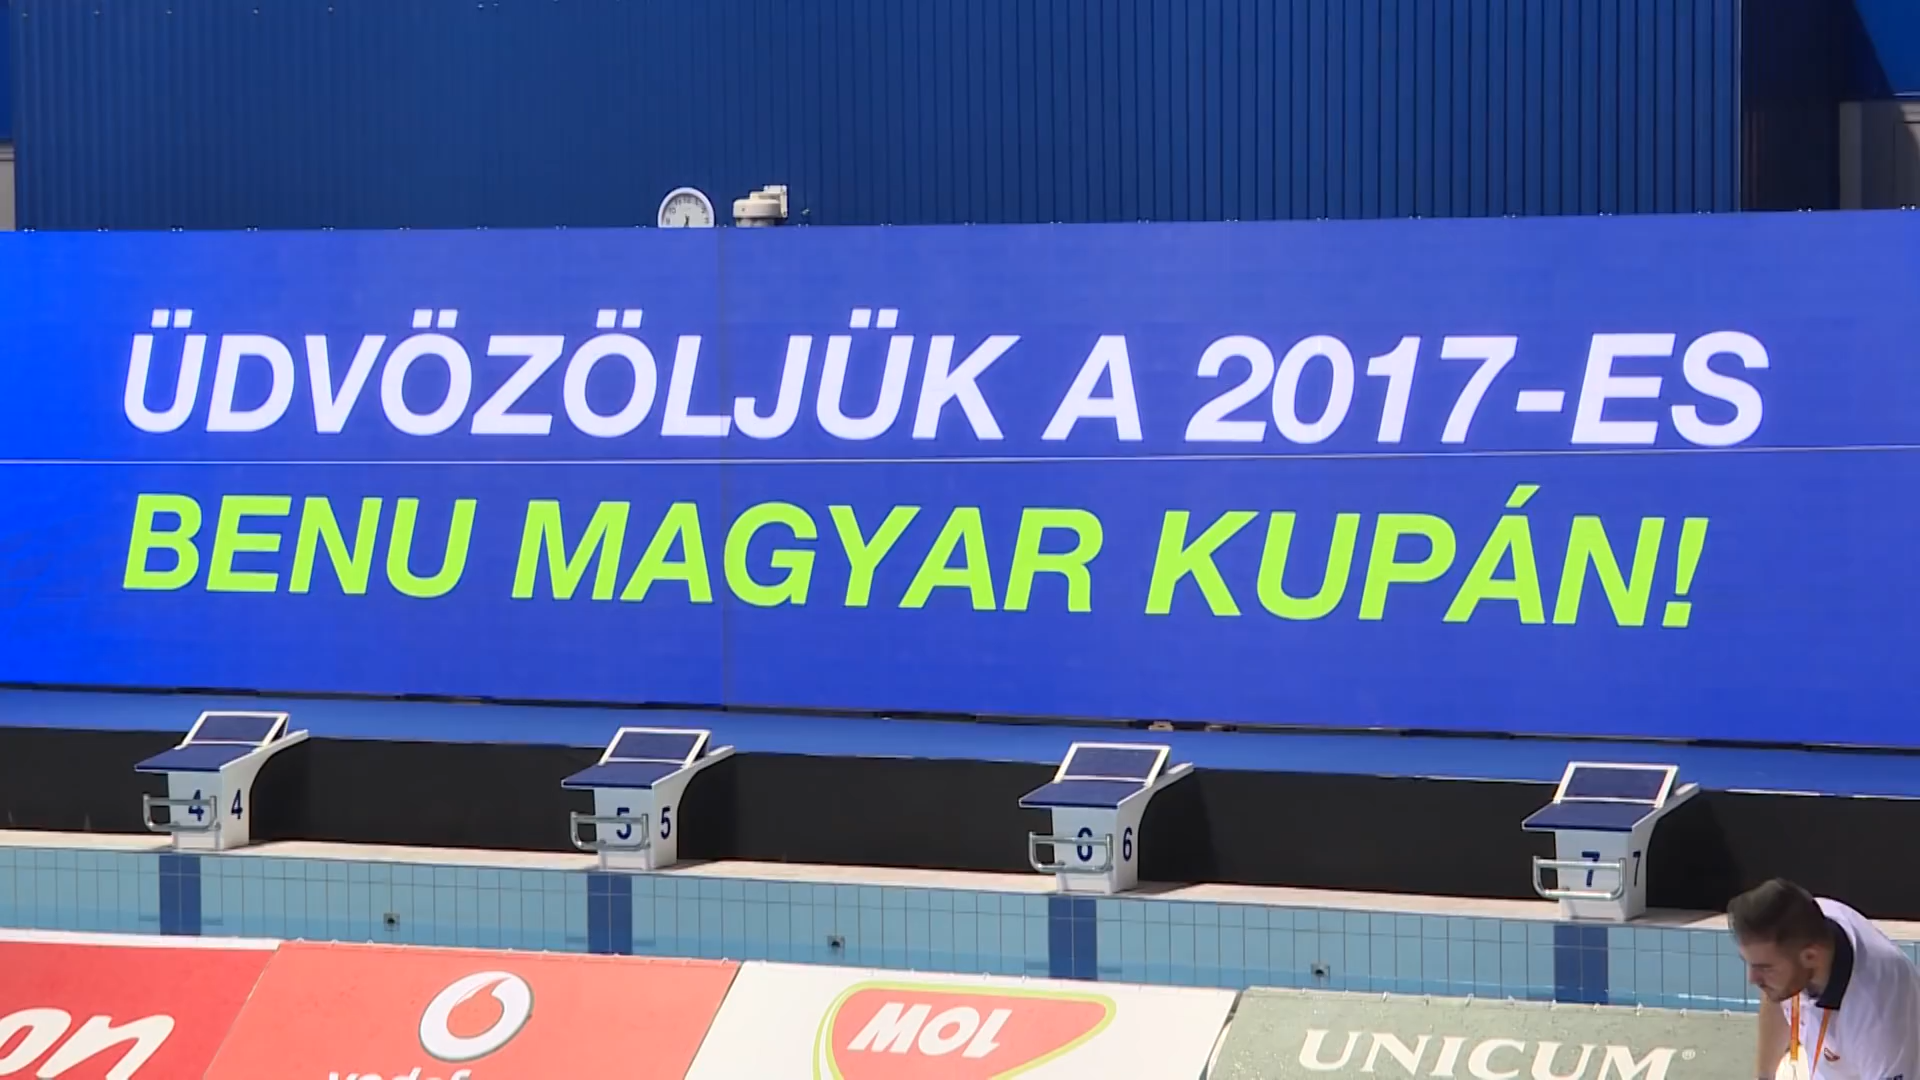 ÜDVÖZÖLJÜK A 2017-ES
BENU MAGYAR KUPÁN!
4 4
5 5
6 6
7 7
MOL
UNICUM®